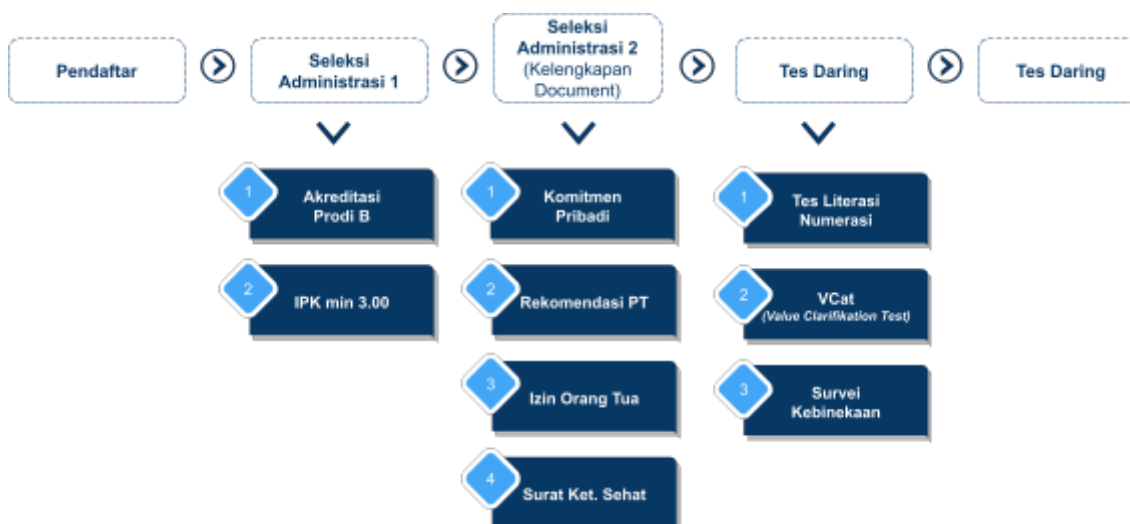 Pendaftar
Seleksi
Administrasi 1
Seleksi
Administrasi 2
(Kelengkapan
Document)
Tes Daring
Tes Daring
1
Akreditasi
Prodi B
2
IPK min 3.00
1
Komitmen
Pribadi
2
Rekomendasi PT
3
Izin Orang Tua
4
Surat Ket. Sehat
1
Tes Literasi
Numerasi
2
VCat
(Value Clarifikation Test)
3
Survei
Kebinekaan